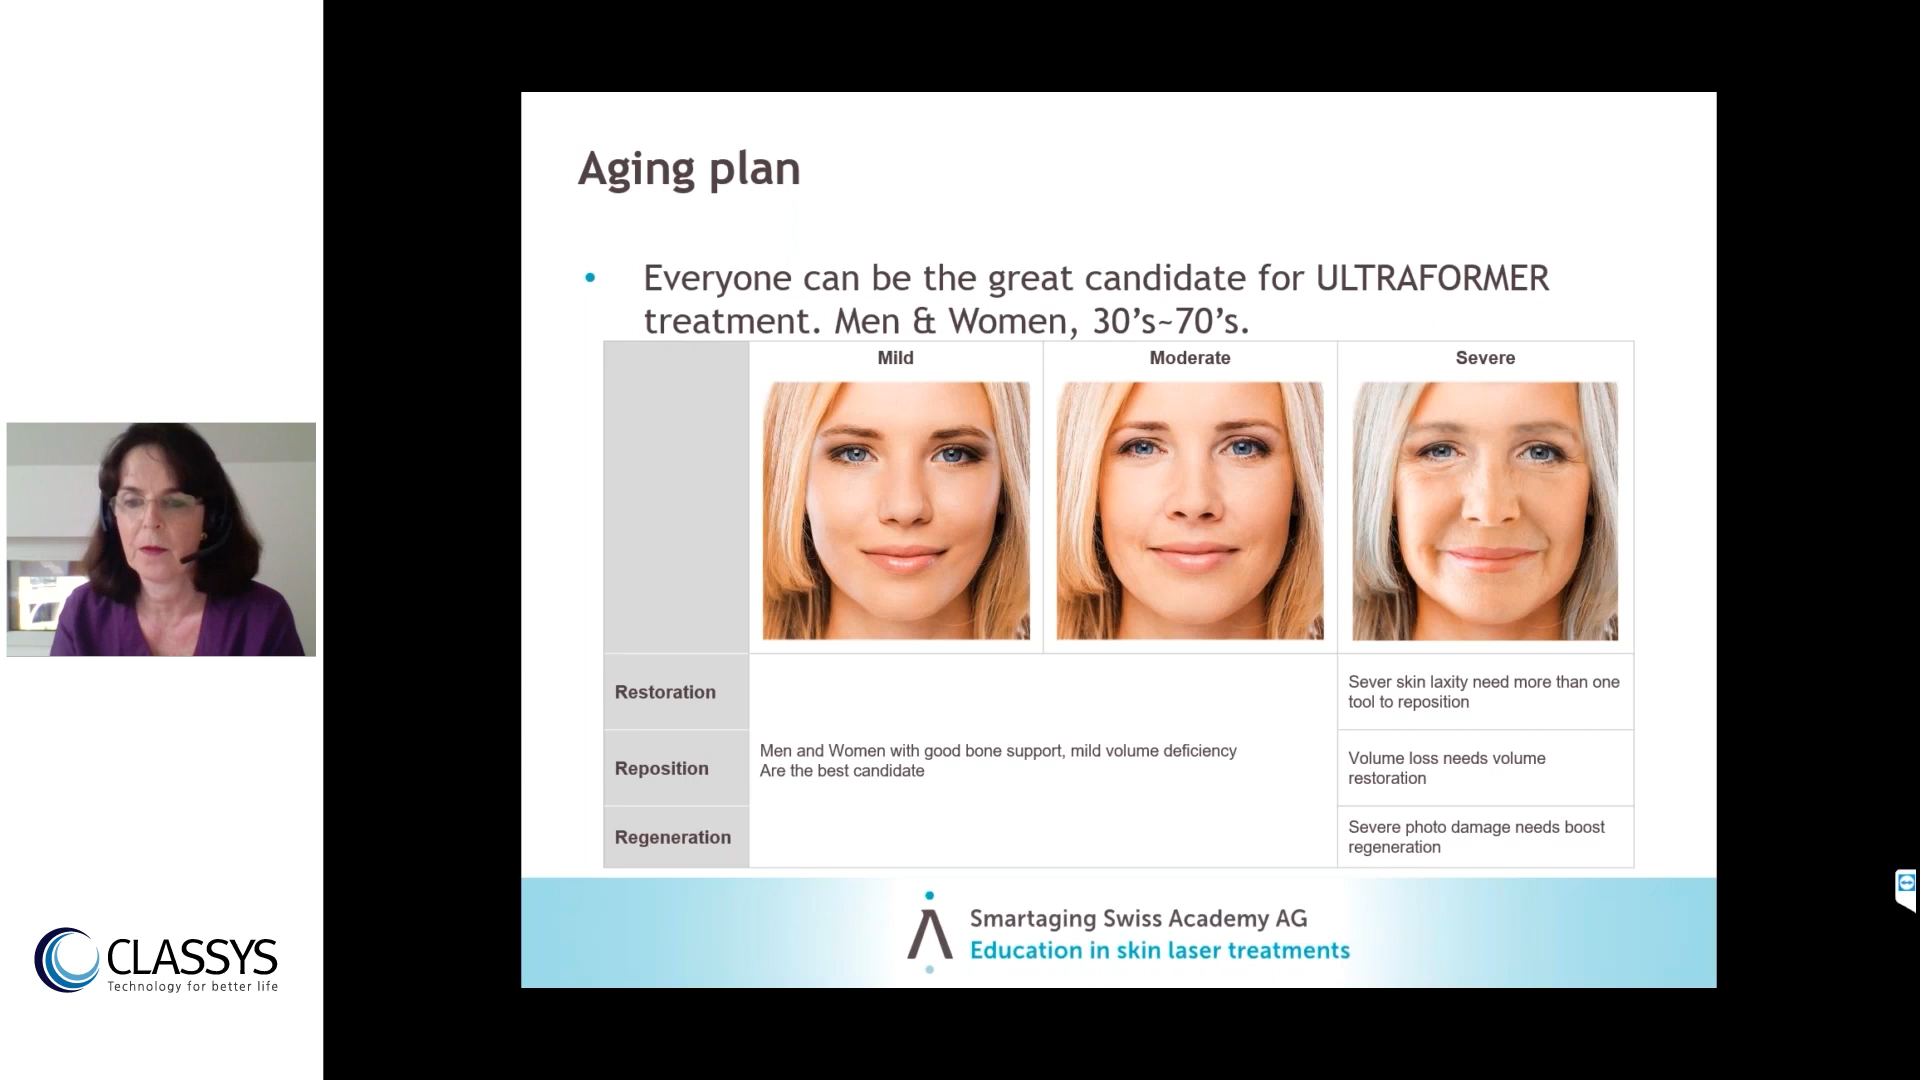 Aging plan
• Everyone can be the great candidate for ULTRAFORMER
treatment. Men & Women, 30’s~70’s.
Mild
Moderate
Severe
Restoration
Sever skin laxity need more than one
tool to reposition
Reposition
Men and Women with good bone support, mild volume deficiency
Are the best candidate
Volume loss needs volume
restoration
Regeneration
Severe photo damage needs boost
regeneration
Smartaging Swiss Academy AG
Education in skin laser treatments
CLASSYS
Technology for better life